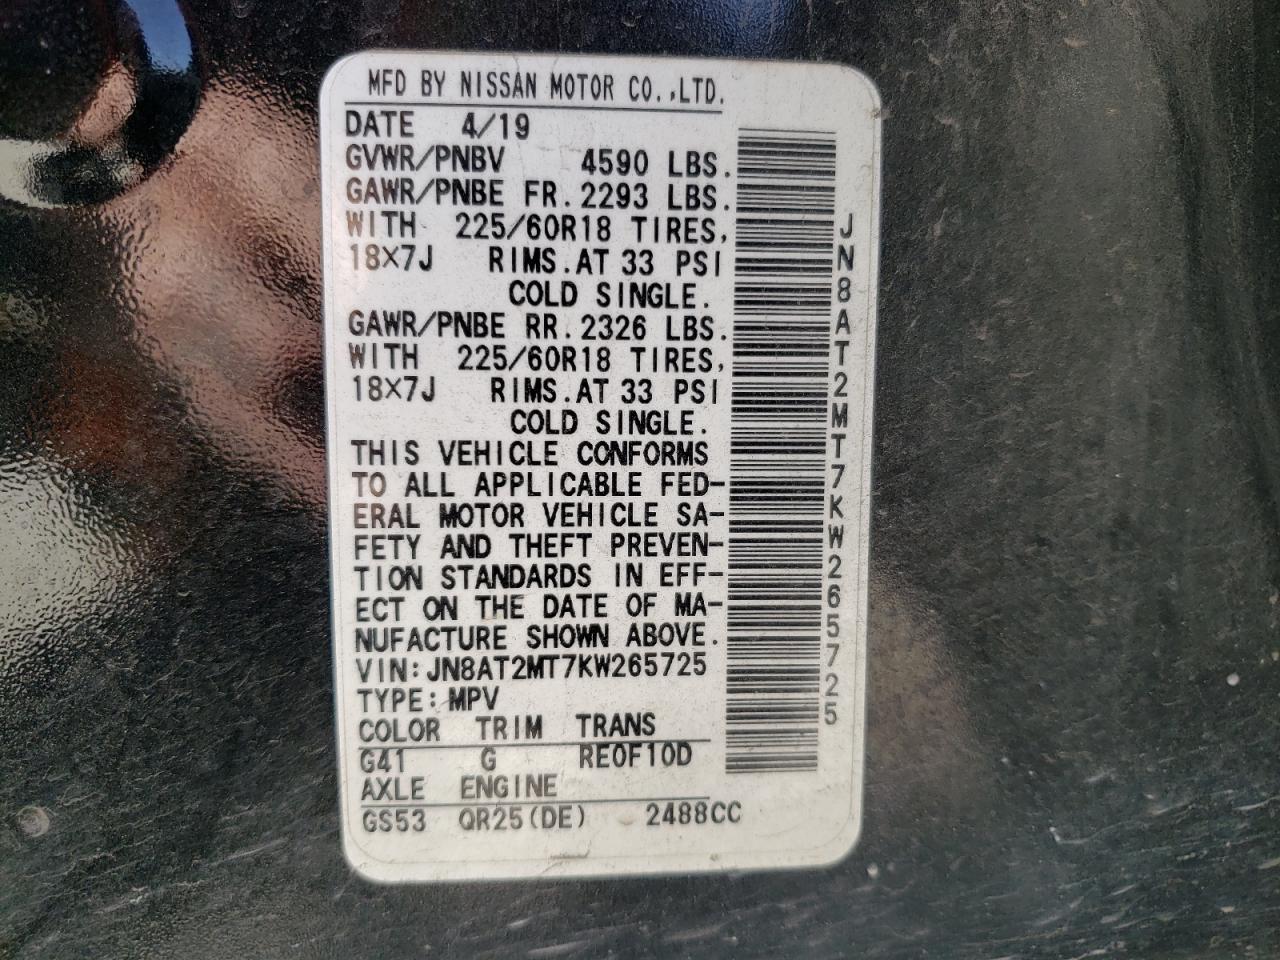 MFD BY NISSAN MOTOR CO.,LTD.
DATE 4/19
GVWR/PNBV 4590 LBS.
GAWR/PNBE FR.2293 LBS.
WITH 225/60R18 TIRES,
18X7J RIMS.AT 33 PSI
COLD SINGLE.
GAWR/PNBE RR.2326 LBS.
WITH 225/60R18 TIRES,
18X7J RIMS.AT 33 PSI
COLD SINGLE.
THIS VEHICLE CONFORMS
TO ALL APPLICABLE FED-
ERAL MOTOR VEHICLE SA-
FETY AND THEFT PREVEN-
TION STANDARDS IN EFF-
ECT ON THE DATE OF MA-
NUFACTURE SHOWN ABOVE.
VIN:JN8AT2MT7KW265725
TYPE:MPV
COLOR TRIM TRANS
G41 G RE0F10D
AXLE ENGINE
GS53 QR25(DE) 2488CC
JN8AT2MT7KW265725